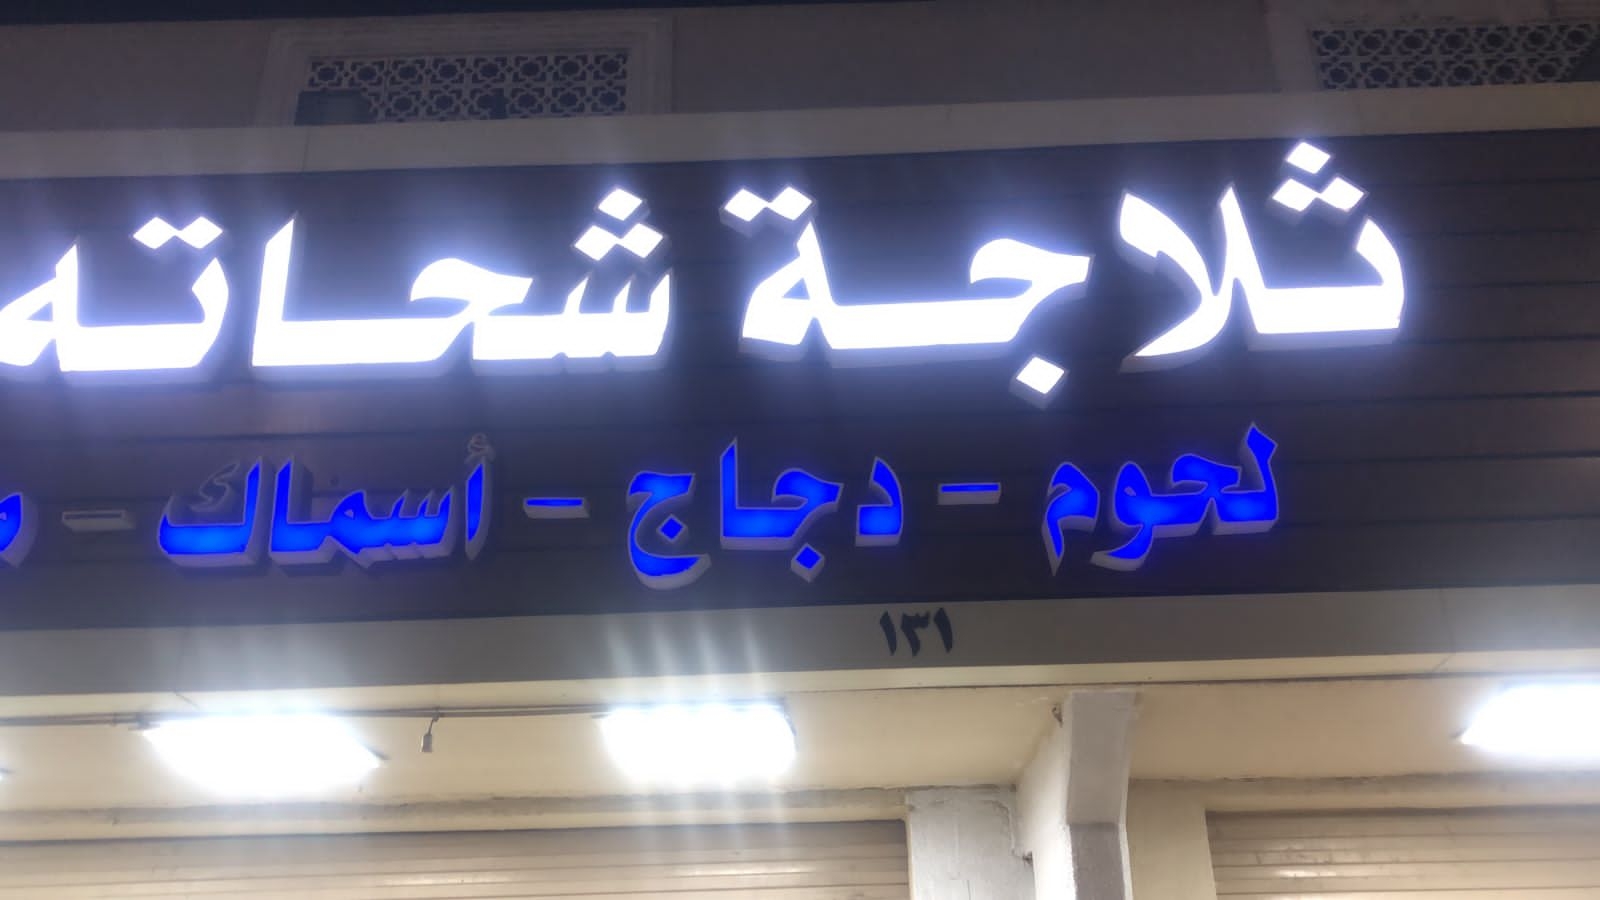 ثلاجة شحاته
لحوم - دجاج - أسماك -
١٣١